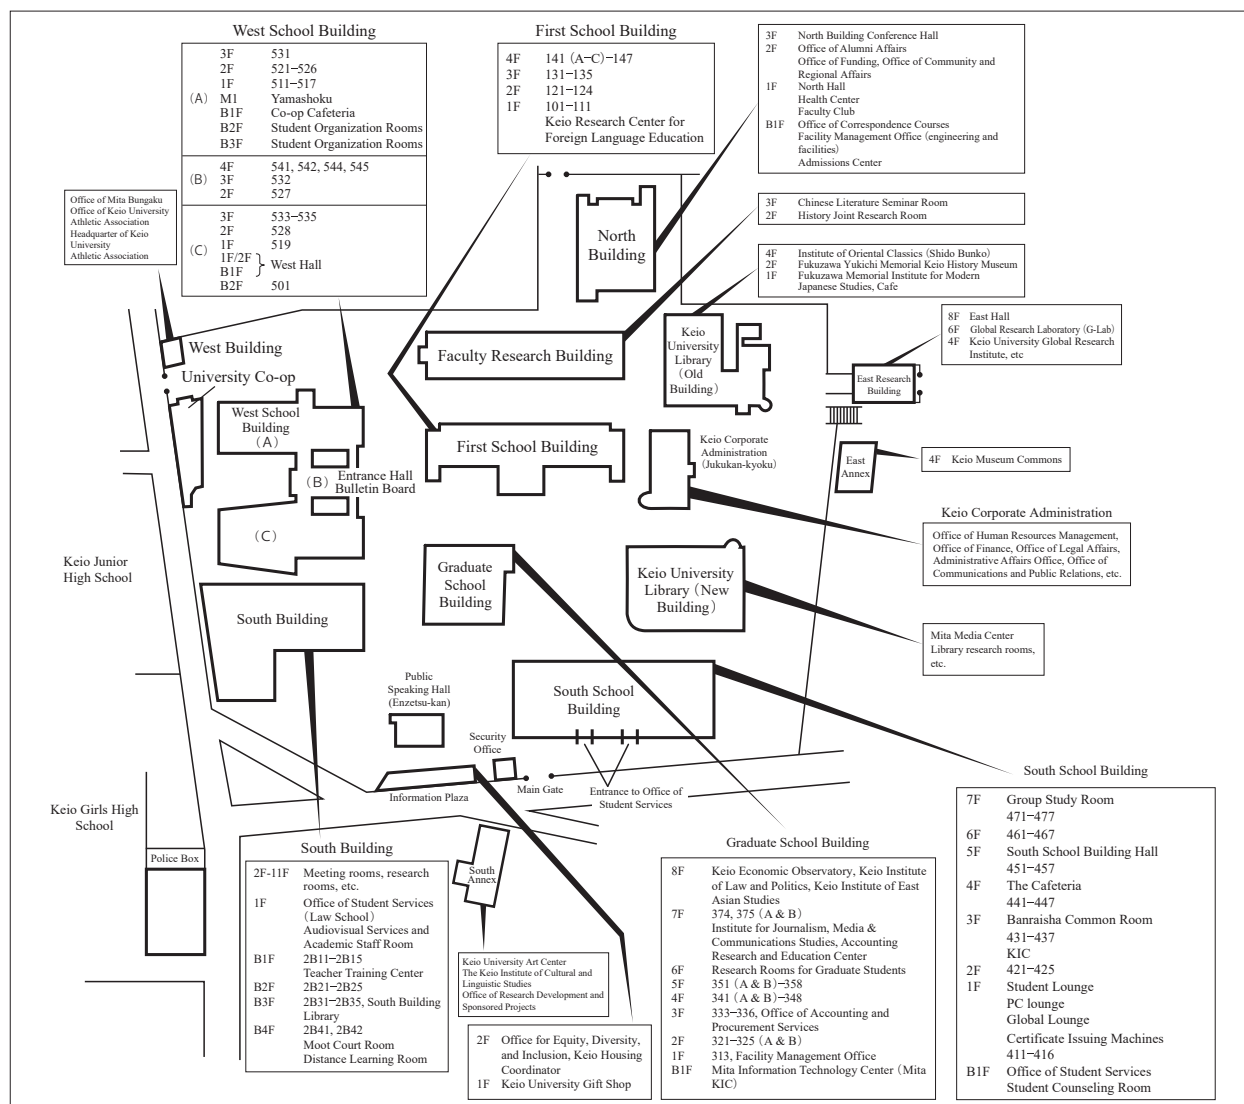 West School Building
(A)
3F 531
2F 521–526
1F 511–517
M1 Yamashoku
B1F Co-op Cafeteria
B2F Student Organization Rooms
B3F Student Organization Rooms
(B)
4F 541, 542, 544, 545
3F 532
2F 527
(C)
3F 533–535
2F 528
1F 519
1F/2F
B1F
West Hall
B2F 501
First School Building
4F 141 (A–C)–147
3F 131–135
2F 121–124
1F 101–111
Keio Research Center for
Foreign Language Education
3F North Building Conference Hall
2F Office of Alumni Affairs
Office of Funding, Office of Community and
Regional Affairs
1F North Hall
Health Center
Faculty Club
B1F Office of Correspondence Courses
Facility Management Office (engineering and
facilities)
Admissions Center
Office of Mita Bungaku
Office of Keio University
Athletic Association
Headquarter of Keio
University
Athletic Association
3F Chinese Literature Seminar Room
2F History Joint Research Room
4F Institute of Oriental Classics (Shido Bunko)
2F Fukuzawa Yukichi Memorial Keio History Museum
1F Fukuzawa Memorial Institute for Modern
Japanese Studies, Cafe
8F East Hall
6F Global Research Laboratory (G-Lab)
4F Keio University Global Research
Institute, etc
North
Building
West Building
University Co-op
Faculty Research Building
Keio
University
Library
(Old
Building)
East Research
Building
West School
Building
(A)
(B)
Entrance Hall
Bulletin Board
(C)
First School Building
Keio Corporate
Administration
(Jukukan-kyoku)
East
Annex
4F Keio Museum Commons
Keio Corporate Administration
Office of Human Resources Management,
Office of Finance, Office of Legal Affairs,
Administrative Affairs Office, Office of
Communications and Public Relations, etc.
Keio Junior
High School
Graduate
School
Building
Keio University
Library (New
Building)
South Building
Mita Media Center
Library research rooms,
etc.
Public
Speaking Hall
(Enzetsu-kan)
South School
Building
Security
Office
Information Plaza
Main Gate
Entrance to Office of
Student Services
Keio Girls High
School
Police Box
South
Annex
South Building
2F-11F Meeting rooms, research
rooms, etc.
1F Office of Student Services
(Law School)
Audiovisual Services and
Academic Staff Room
B1F 2B11–2B15
Teacher Training Center
B2F 2B21–2B25
B3F 2B31–2B35, South Building
Library
B4F 2B41, 2B42
Moot Court Room
Distance Learning Room
Keio University Art Center
The Keio Institute of Cultural and
Linguistic Studies
Office of Research Development and
Sponsored Projects
2F Office for Equity, Diversity,
and Inclusion, Keio Housing
Coordinator
1F Keio University Gift Shop
Graduate School Building
8F Keio Economic Observatory, Keio Institute
of Law and Politics, Keio Institute of East
Asian Studies
7F 374, 375 (A & B)
Institute for Journalism, Media &
Communications Studies, Accounting
Research and Education Center
6F Research Rooms for Graduate Students
5F 351 (A & B)–358
4F 341 (A & B)–348
3F 333–336, Office of Accounting and
Procurement Services
2F 321–325 (A & B)
1F 313, Facility Management Office
B1F Mita Information Technology Center (Mita
KIC)
South School Building
7F Group Study Room
471–477
6F 461–467
5F South School Building Hall
451–457
4F The Cafeteria
441–447
3F Banraisha Common Room
431–437
KIC
2F 421–425
1F Student Lounge
PC lounge
Global Lounge
Certificate Issuing Machines
411–416
B1F Office of Student Services
Student Counseling Room